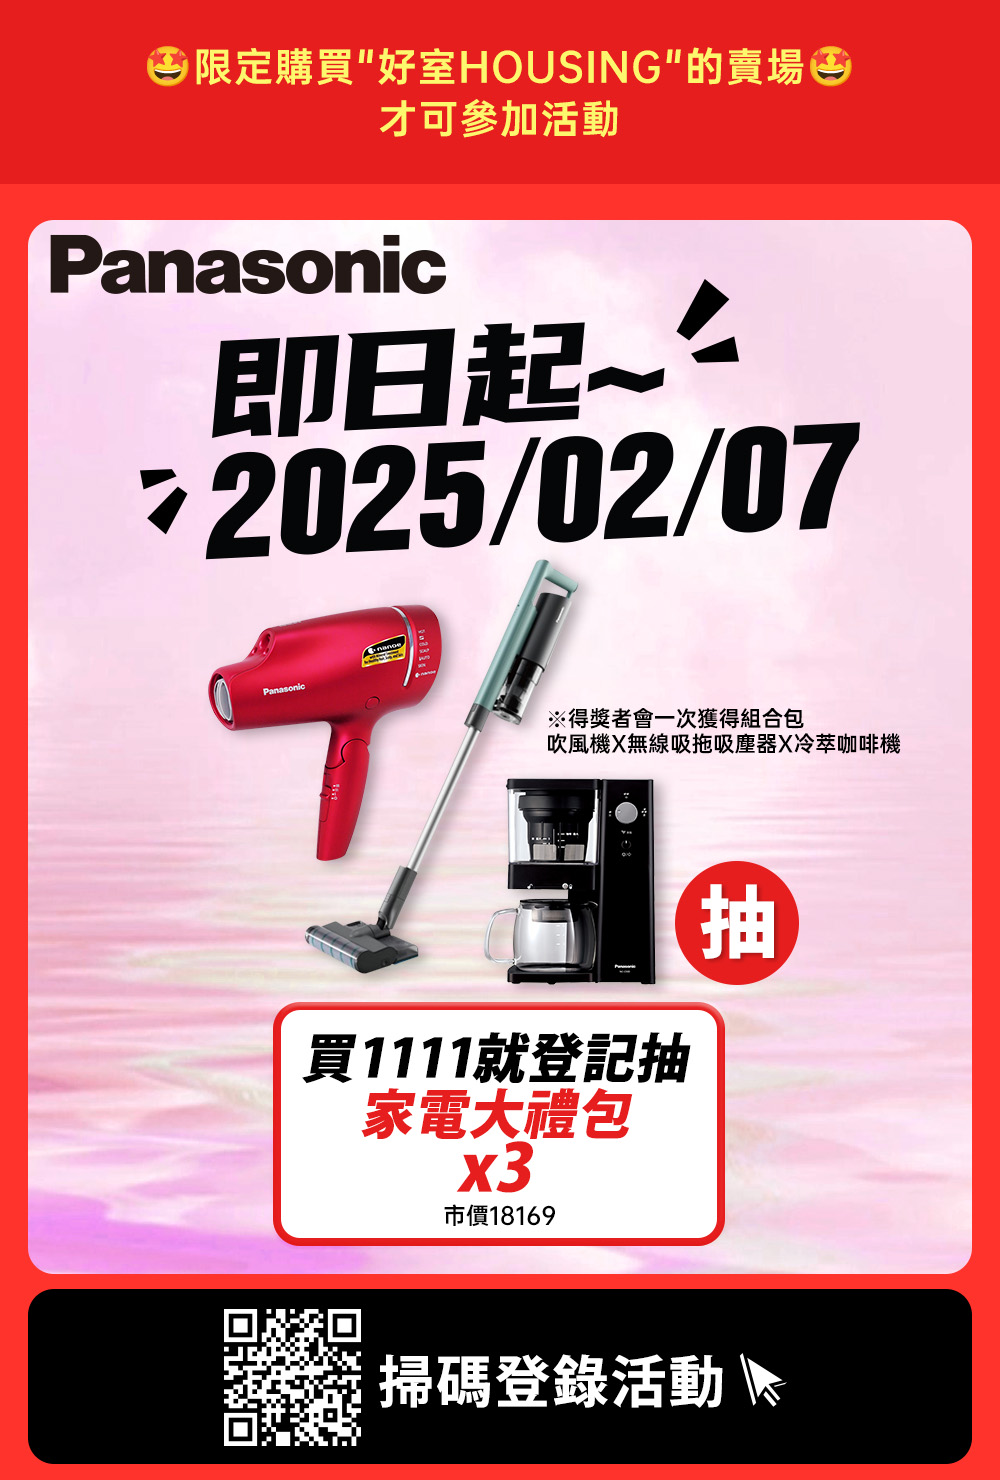 🤩限定購買"好室HOUSING"的賣場🤩
才可參加活動
Panasonic
即日起~
2025/02/07
nanoe
Panasonic
※得獎者會一次獲得組合包
吹風機X無線吸拖吸塵器X冷萃咖啡機
Panasonic
抽
買1111就登記抽
家電大禮包
x3
市價18169
掃碼登錄活動